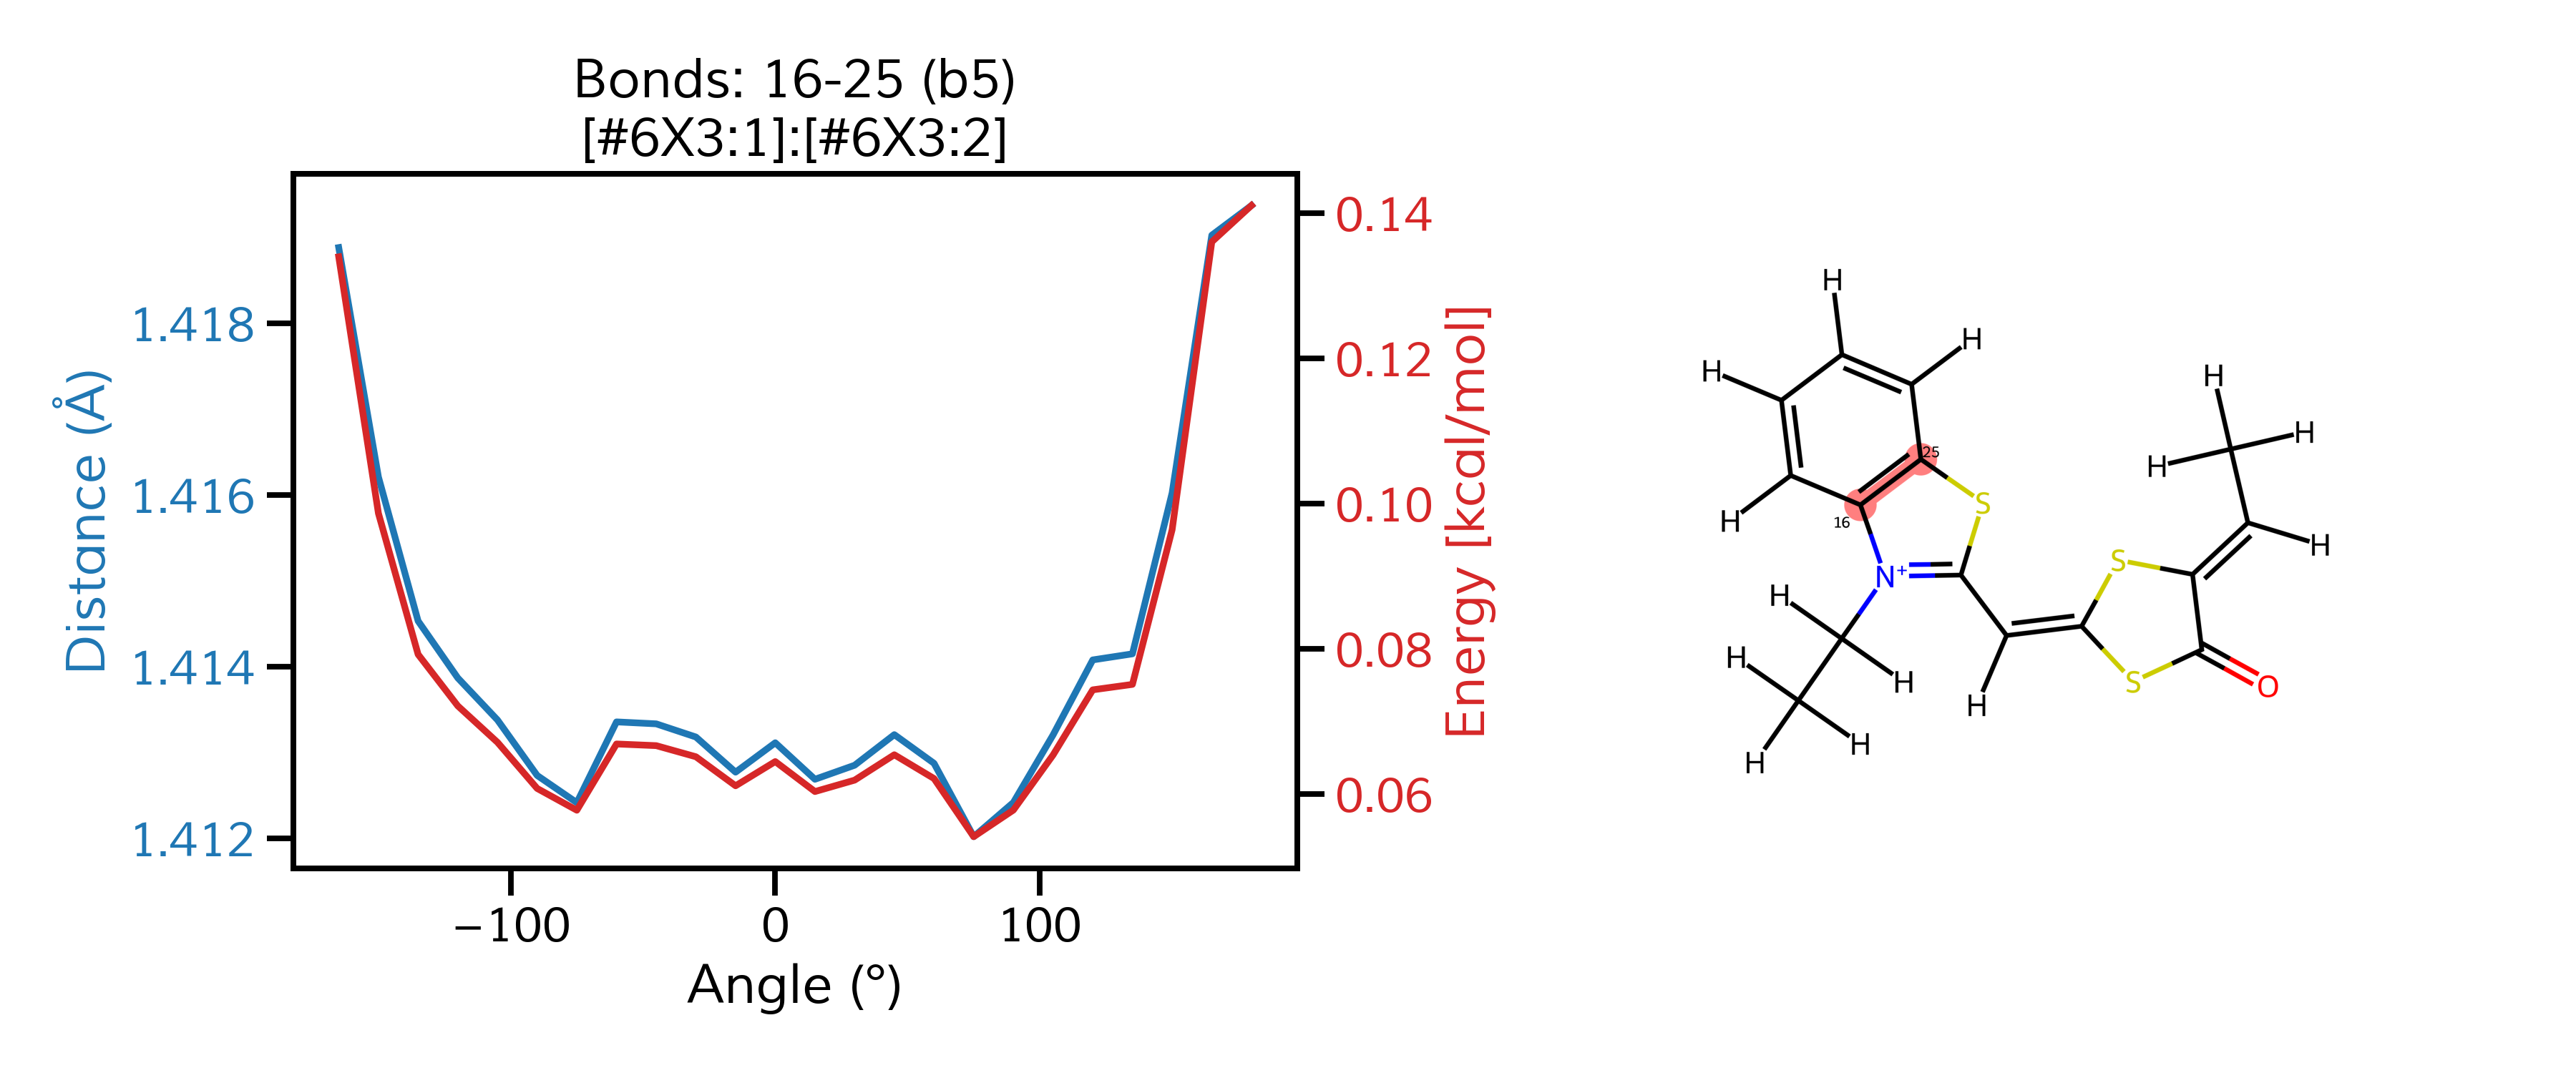 Bonds: 16-25 (b5)
[#6X3:1]:[#6X3:2]
Distance (Å)
1.418
1.416
1.414
1.412
0.14
0.12
0.10
0.08
0.06
Energy [kcal/mol]
−100
0
100
Angle (°)
H
H
H
H
25
16
S
N+
H
H
H
H
H
H
S
S
O
H
H
H
H